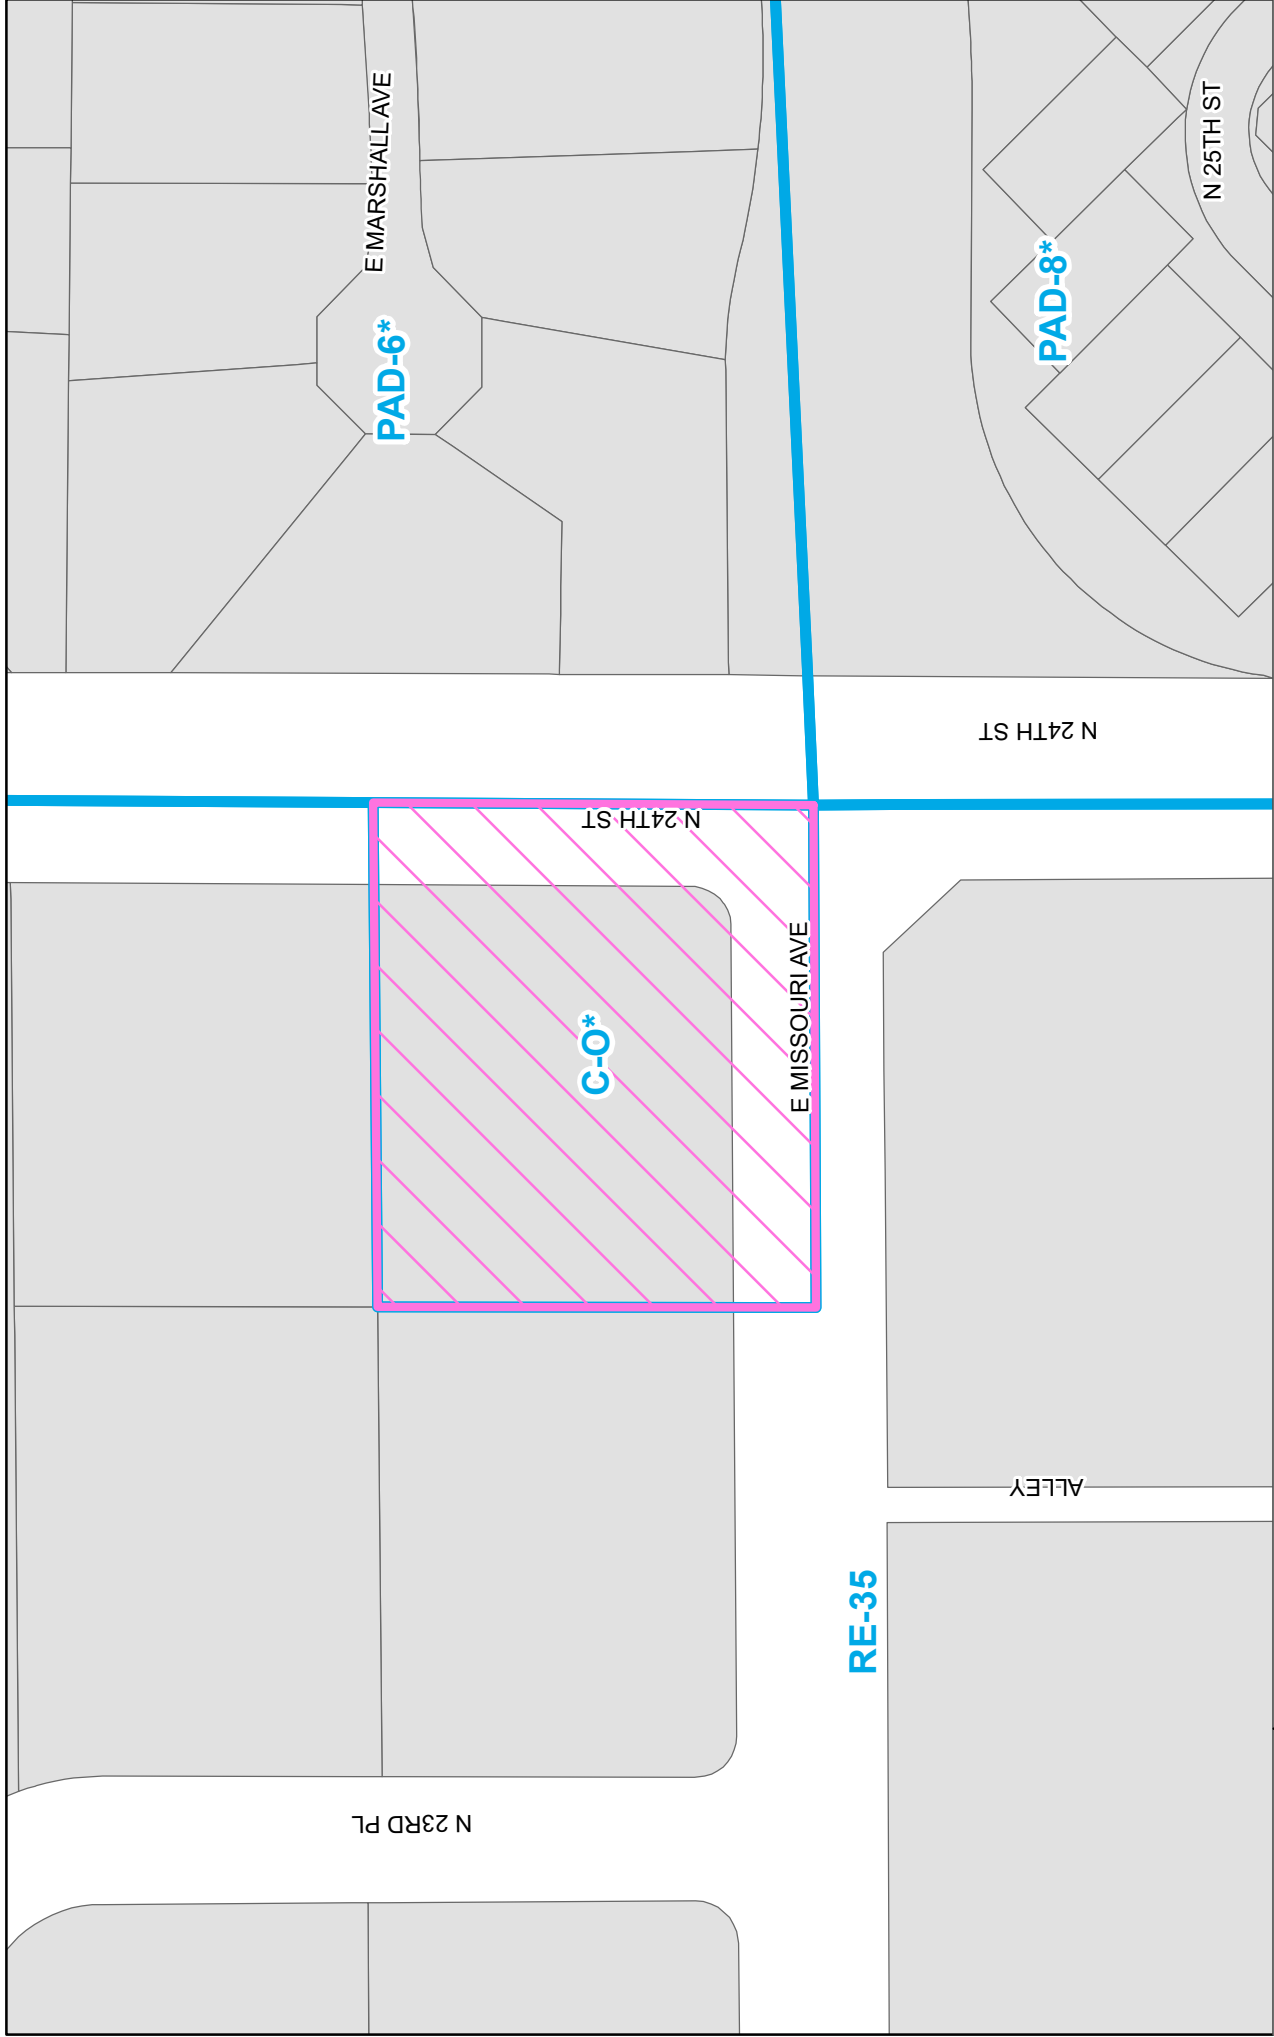 E MARSHALL AVE
N 25TH ST
PAD-6*
PAD-8*
N 24TH ST
N 24TH ST
E MISSOURI AVE
C-O*
ALLEY
RE-35
N 23RD PL